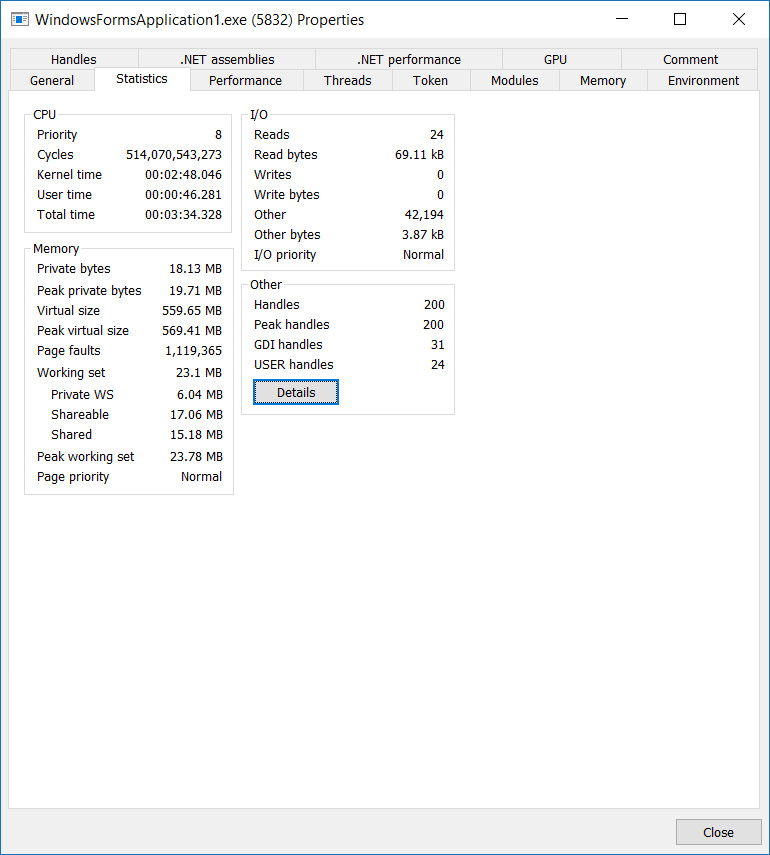 WindowsFormsApplication1.exe (5832) Properties
Handles .NET assemblies .NET performance GPU Comment
General Statistics Performance Threads Token Modules Memory Environment
CPU
Priority 8
Cycles 514,070,543,273
Kernel time 00:02:48.046
User time 00:00:46.281
Total time 00:03:34.328
Memory
Private bytes 18.13 MB
Peak private bytes 19.71 MB
Virtual size 559.65 MB
Peak virtual size 569.41 MB
Page faults 1,119,365
Working set 23.1 MB
Private WS 6.04 MB
Shareable 17.06 MB
Shared 15.18 MB
Peak working set 23.78 MB
Page priority Normal
I/O
Reads 24
Read bytes 69.11 kB
Writes 0
Write bytes 0
Other 42,194
Other bytes 3.87 kB
I/O priority Normal
Other
Handles 200
Peak handles 200
GDI handles 31
USER handles 24
Details
Close